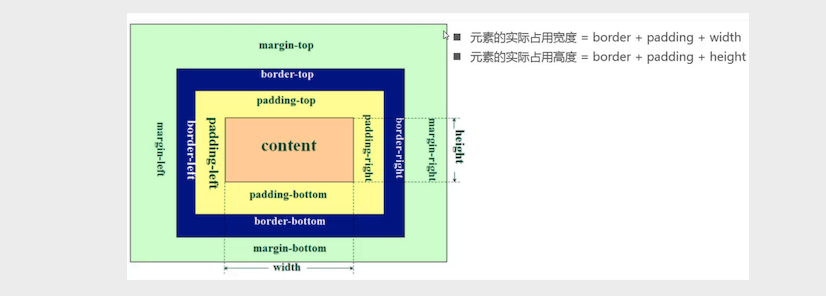 元素的实际占用宽度 = border + padding + width
元素的实际占用高度 = border + padding + height
margin-top
border-top
padding-top
margin-left
border-left
padding-left
content
padding-right
border-right
margin-right
height
padding-bottom
border-bottom
margin-bottom
width